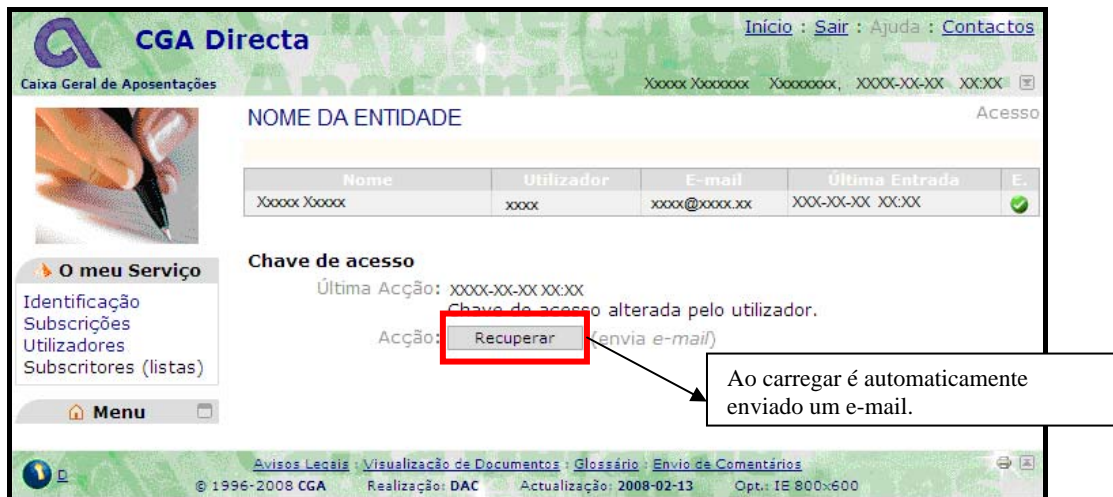 CGA Directa
Início : Sair : Ajuda : Contactos
Caixa Geral de Aposentações
Xxxxx Xxxxxxx Xxxxxxxx, XXXX-XX-XX XX:XX
NOME DA ENTIDADE
Acesso
Nome Utilizador E-mail Última Entrada E.
Xxxxx Xxxxx xxxx xxxx@xxxx.xx XXX-XX-XX XX:XX
O meu Serviço
Identificação
Subscrições
Utilizadores
Subscritores (listas)
Menu
Chave de acesso
Última Acção: XXXX-XX-XX XX:XX
Chave de acesso alterada pelo utilizador.
Acção: Recuperar (envia e-mail)
Ao carregar é automaticamente
enviado um e-mail.
D
Avisos Legais : Visualização de Documentos : Glossário : Envio de Comentários
© 1996-2008 CGA Realização: DAC Actualização: 2008-02-13 Opt.: IE 800x600